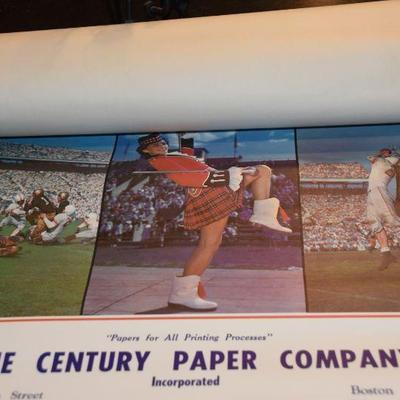 "Papers for All Printing Processes"
E CENTURY PAPER COMPANY
Incorporated
Street Boston